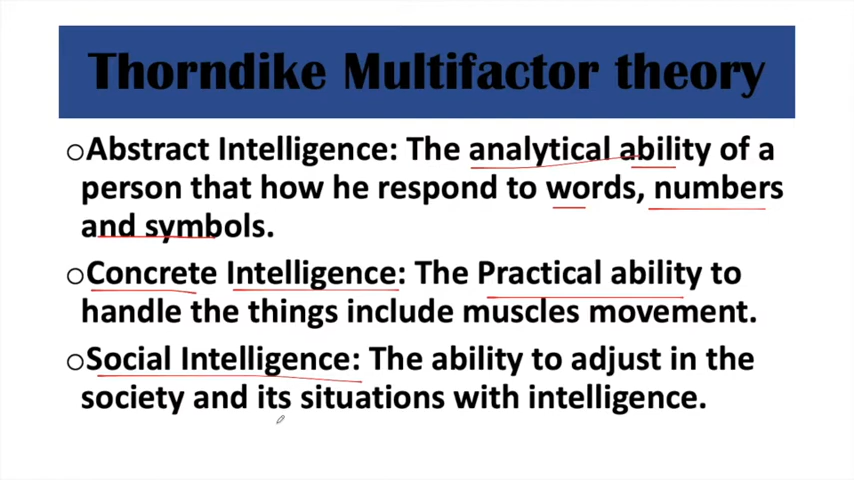 Thorndike Multifactor theory
oAbstract Intelligence: The analytical ability of a
person that how he respond to words, numbers
and symbols.
oConcrete Intelligence: The Practical ability to
handle the things include muscles movement.
oSocial Intelligence: The ability to adjust in the
society and its situations with intelligence.